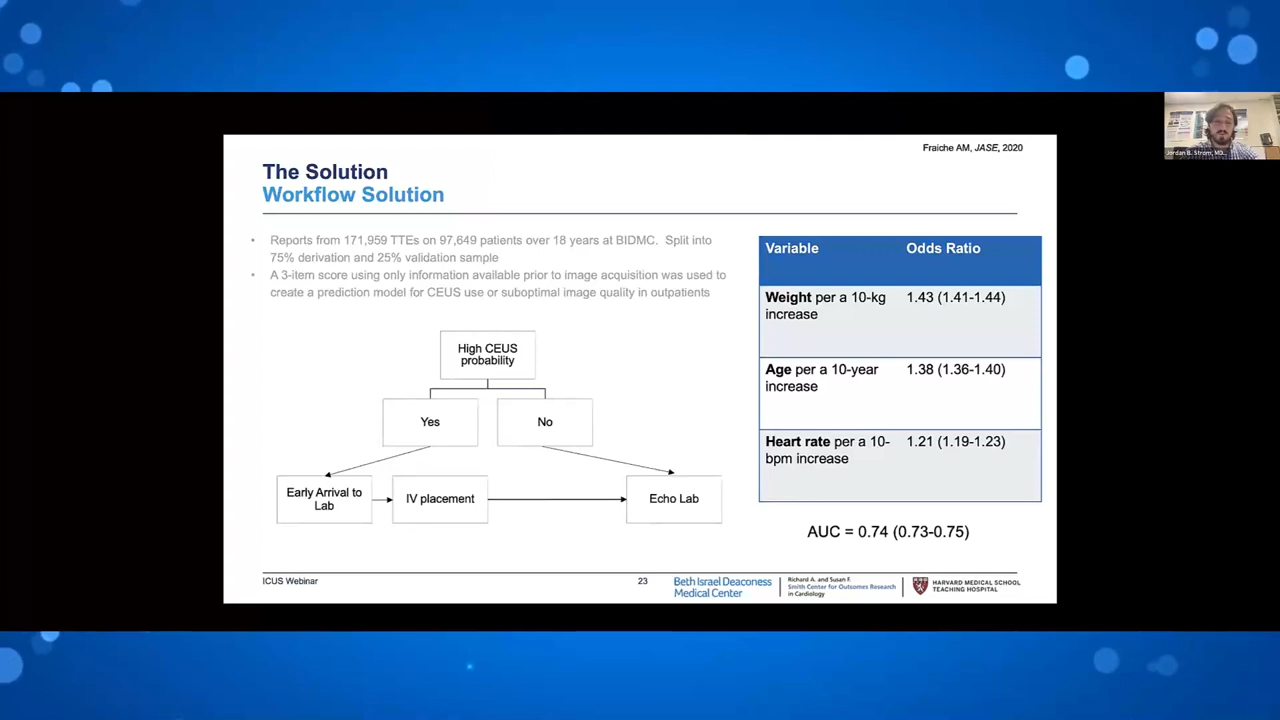 Fraiche AM, JASE, 2020
Jordan B. Strom, MD...
The Solution
Workflow Solution
• Reports from 171,959 TTEs on 97,649 patients over 18 years at BIDMC. Split into
75% derivation and 25% validation sample
• A 3-item score using only information available prior to image acquisition was used to
create a prediction model for CEUS use or suboptimal image quality in outpatients
High CEUS
probability
Yes
No
Early Arrival to
Lab
IV placement
Echo Lab
Variable Odds Ratio
Weight per a 10-kg 1.43 (1.41-1.44)
increase
Age per a 10-year 1.38 (1.36-1.40)
increase
Heart rate per a 10- 1.21 (1.19-1.23)
bpm increase
AUC = 0.74 (0.73-0.75)
ICUS Webinar
23
Beth Israel Deaconess
Medical Center
Richard A. and Susan F.
Smith Center for Outcomes Research
in Cardiology
HARVARD MEDICAL SCHOOL
TEACHING HOSPITAL